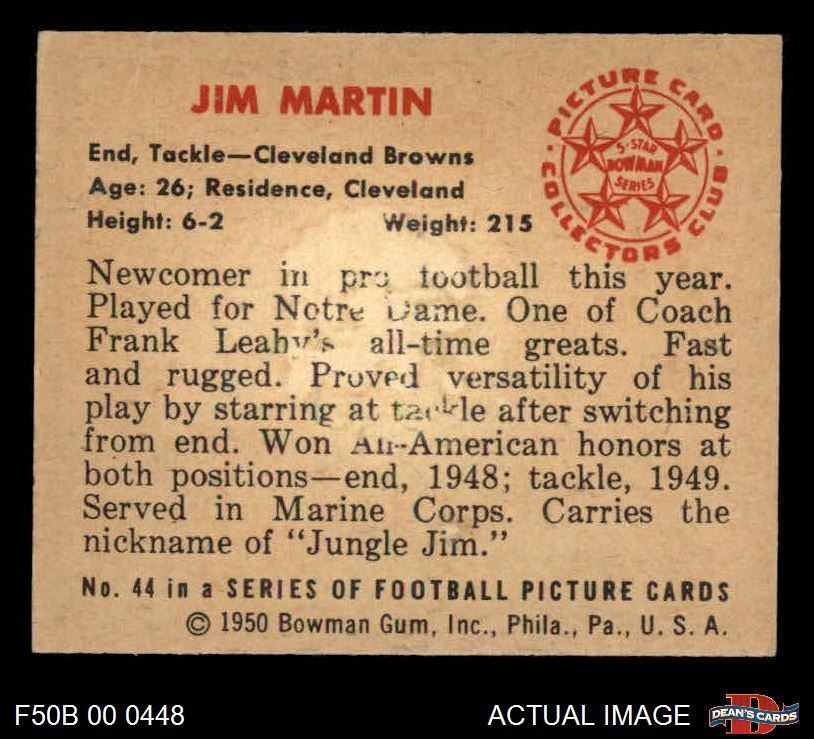 JIM MARTIN
End, Tackle—Cleveland Browns
Age: 26; Residence, Cleveland
Height: 6-2 Weight: 215
PICTURE CARD
COLLECTORS CLUB
5-STAR
BOWMAN
SERIES
Newcomer in pro football this year.
Played for Notre Dame. One of Coach
Frank Leahy's all-time greats. Fast
and rugged. Proved versatility of his
play by starring at tackle after switching
from end. Won All-American honors at
both positions—end, 1948; tackle, 1949.
Served in Marine Corps. Carries the
nickname of "Jungle Jim."
No. 44 in a SERIES OF FOOTBALL PICTURE CARDS
© 1950 Bowman Gum, Inc., Phila., Pa., U. S. A.
F50B 00 0448
ACTUAL IMAGE
D
DEAN'S CARDS